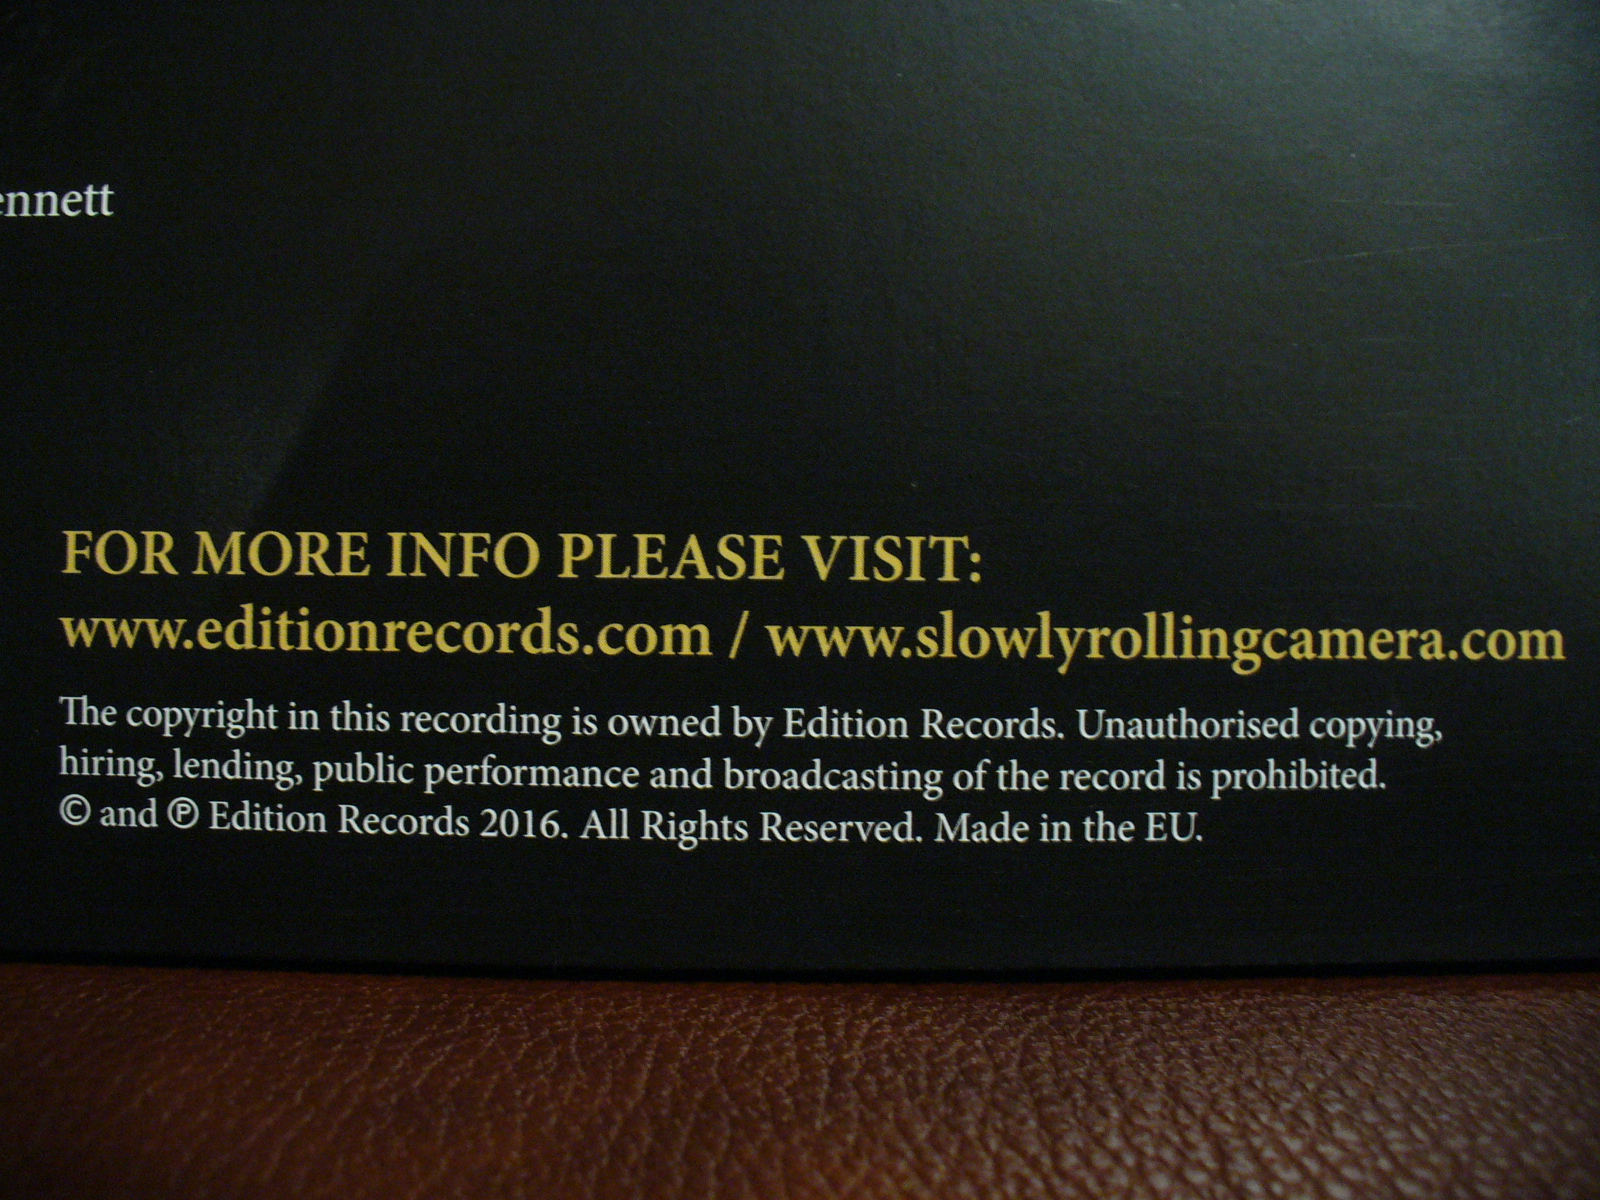 ennett
FOR MORE INFO PLEASE VISIT:
www.editionrecords.com / www.slowlyrollingcamera.com
The copyright in this recording is owned by Edition Records. Unauthorised copying,
hiring, lending, public performance and broadcasting of the record is prohibited.
© and ℗ Edition Records 2016. All Rights Reserved. Made in the EU.